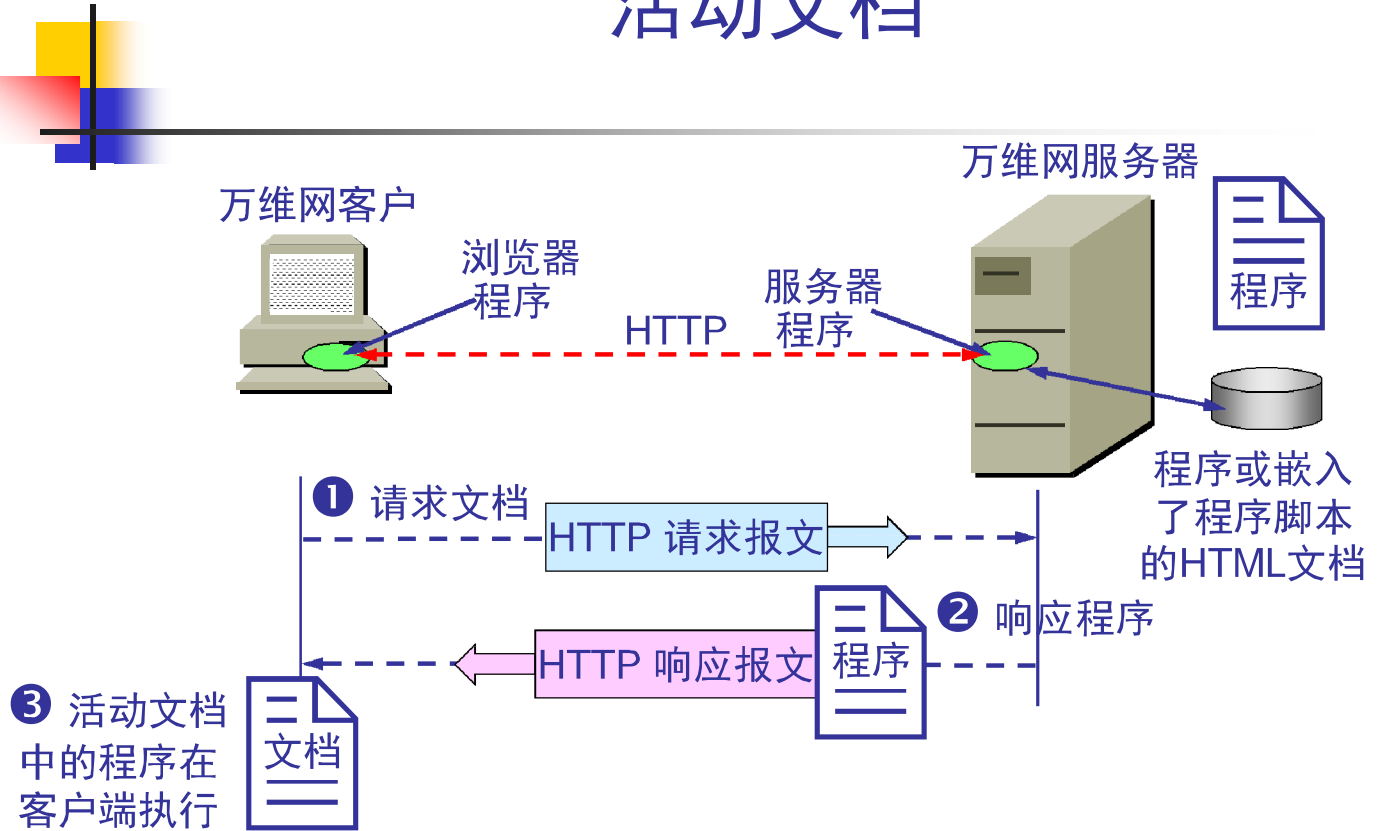 活动文档
万维网客户
万维网服务器
浏览器
程序
HTTP
服务器
程序
程序
程序或嵌入
了程序脚本
的HTML文档
❶ 请求文档
HTTP 请求报文
❷ 响应程序
HTTP 响应报文
程序
❸ 活动文档
中的程序在
客户端执行
文档